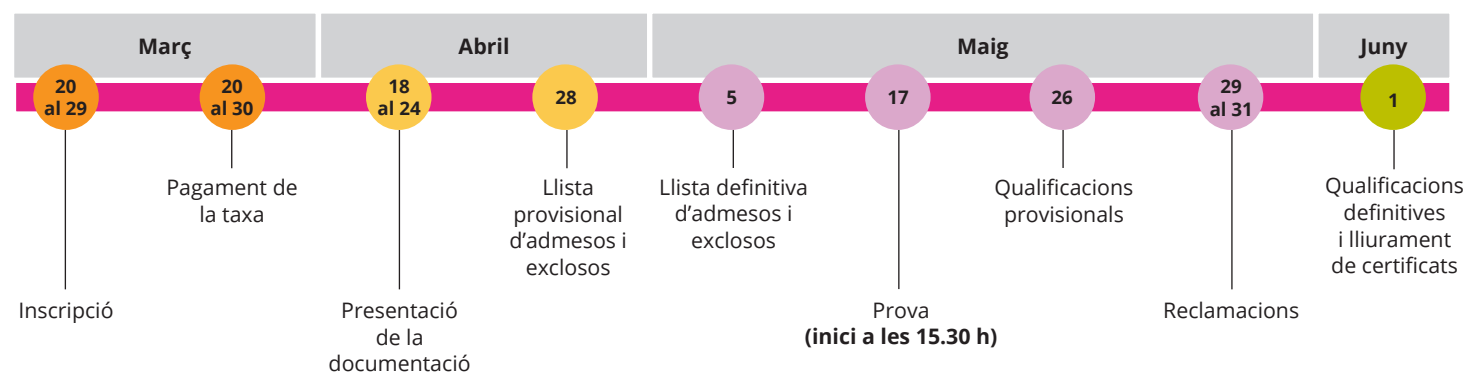 Març
Abril
Maig
Juny
20
al 29
20
al 30
18
al 24
28
5
17
26
29
al 31
1
Inscripció
Pagament de
la taxa
Presentació
de la
documentació
Llista
provisional
d’admesos i
exclosos
Llista definitiva
d’admesos i
exclosos
Prova
(inici a les 15.30 h)
Qualificacions
provisionals
Reclamacions
Qualificacions
definitives
i lliurament
de certificats